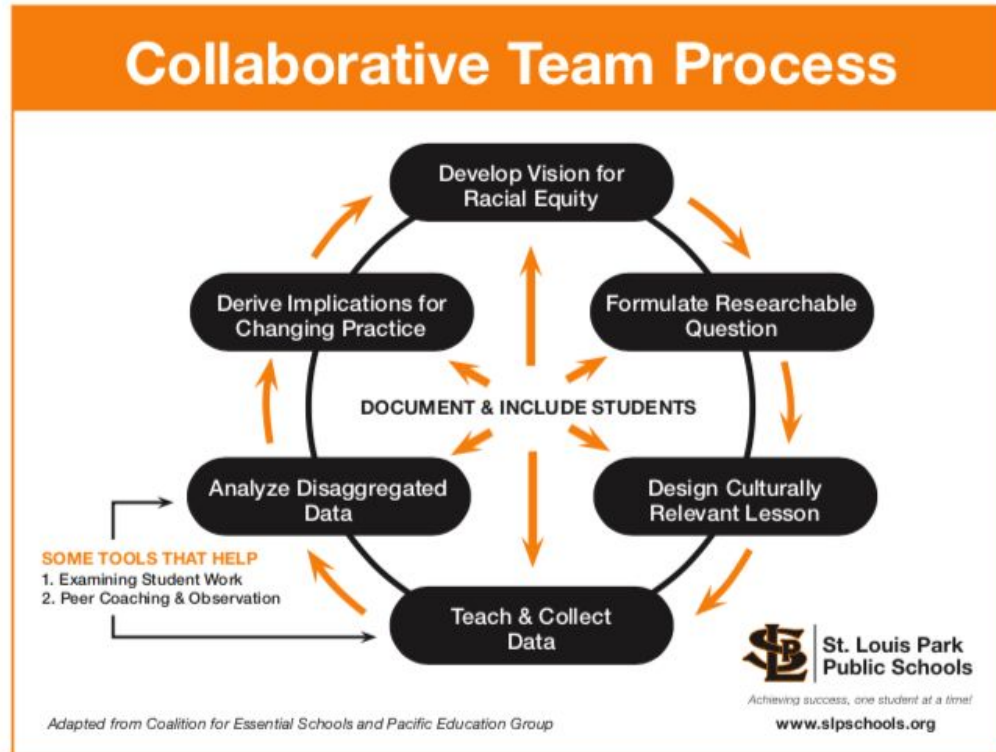 Collaborative Team Process
Develop Vision for
Racial Equity
Formulate Researchable
Question
Design Culturally
Relevant Lesson
Teach & Collect
Data
Analyze Disaggregated
Data
Derive Implications for
Changing Practice
DOCUMENT & INCLUDE STUDENTS
SOME TOOLS THAT HELP
1. Examining Student Work
2. Peer Coaching & Observation
SLP
St. Louis Park
Public Schools
Achieving success, one student at a time!
www.slpschools.org
Adapted from Coalition for Essential Schools and Pacific Education Group